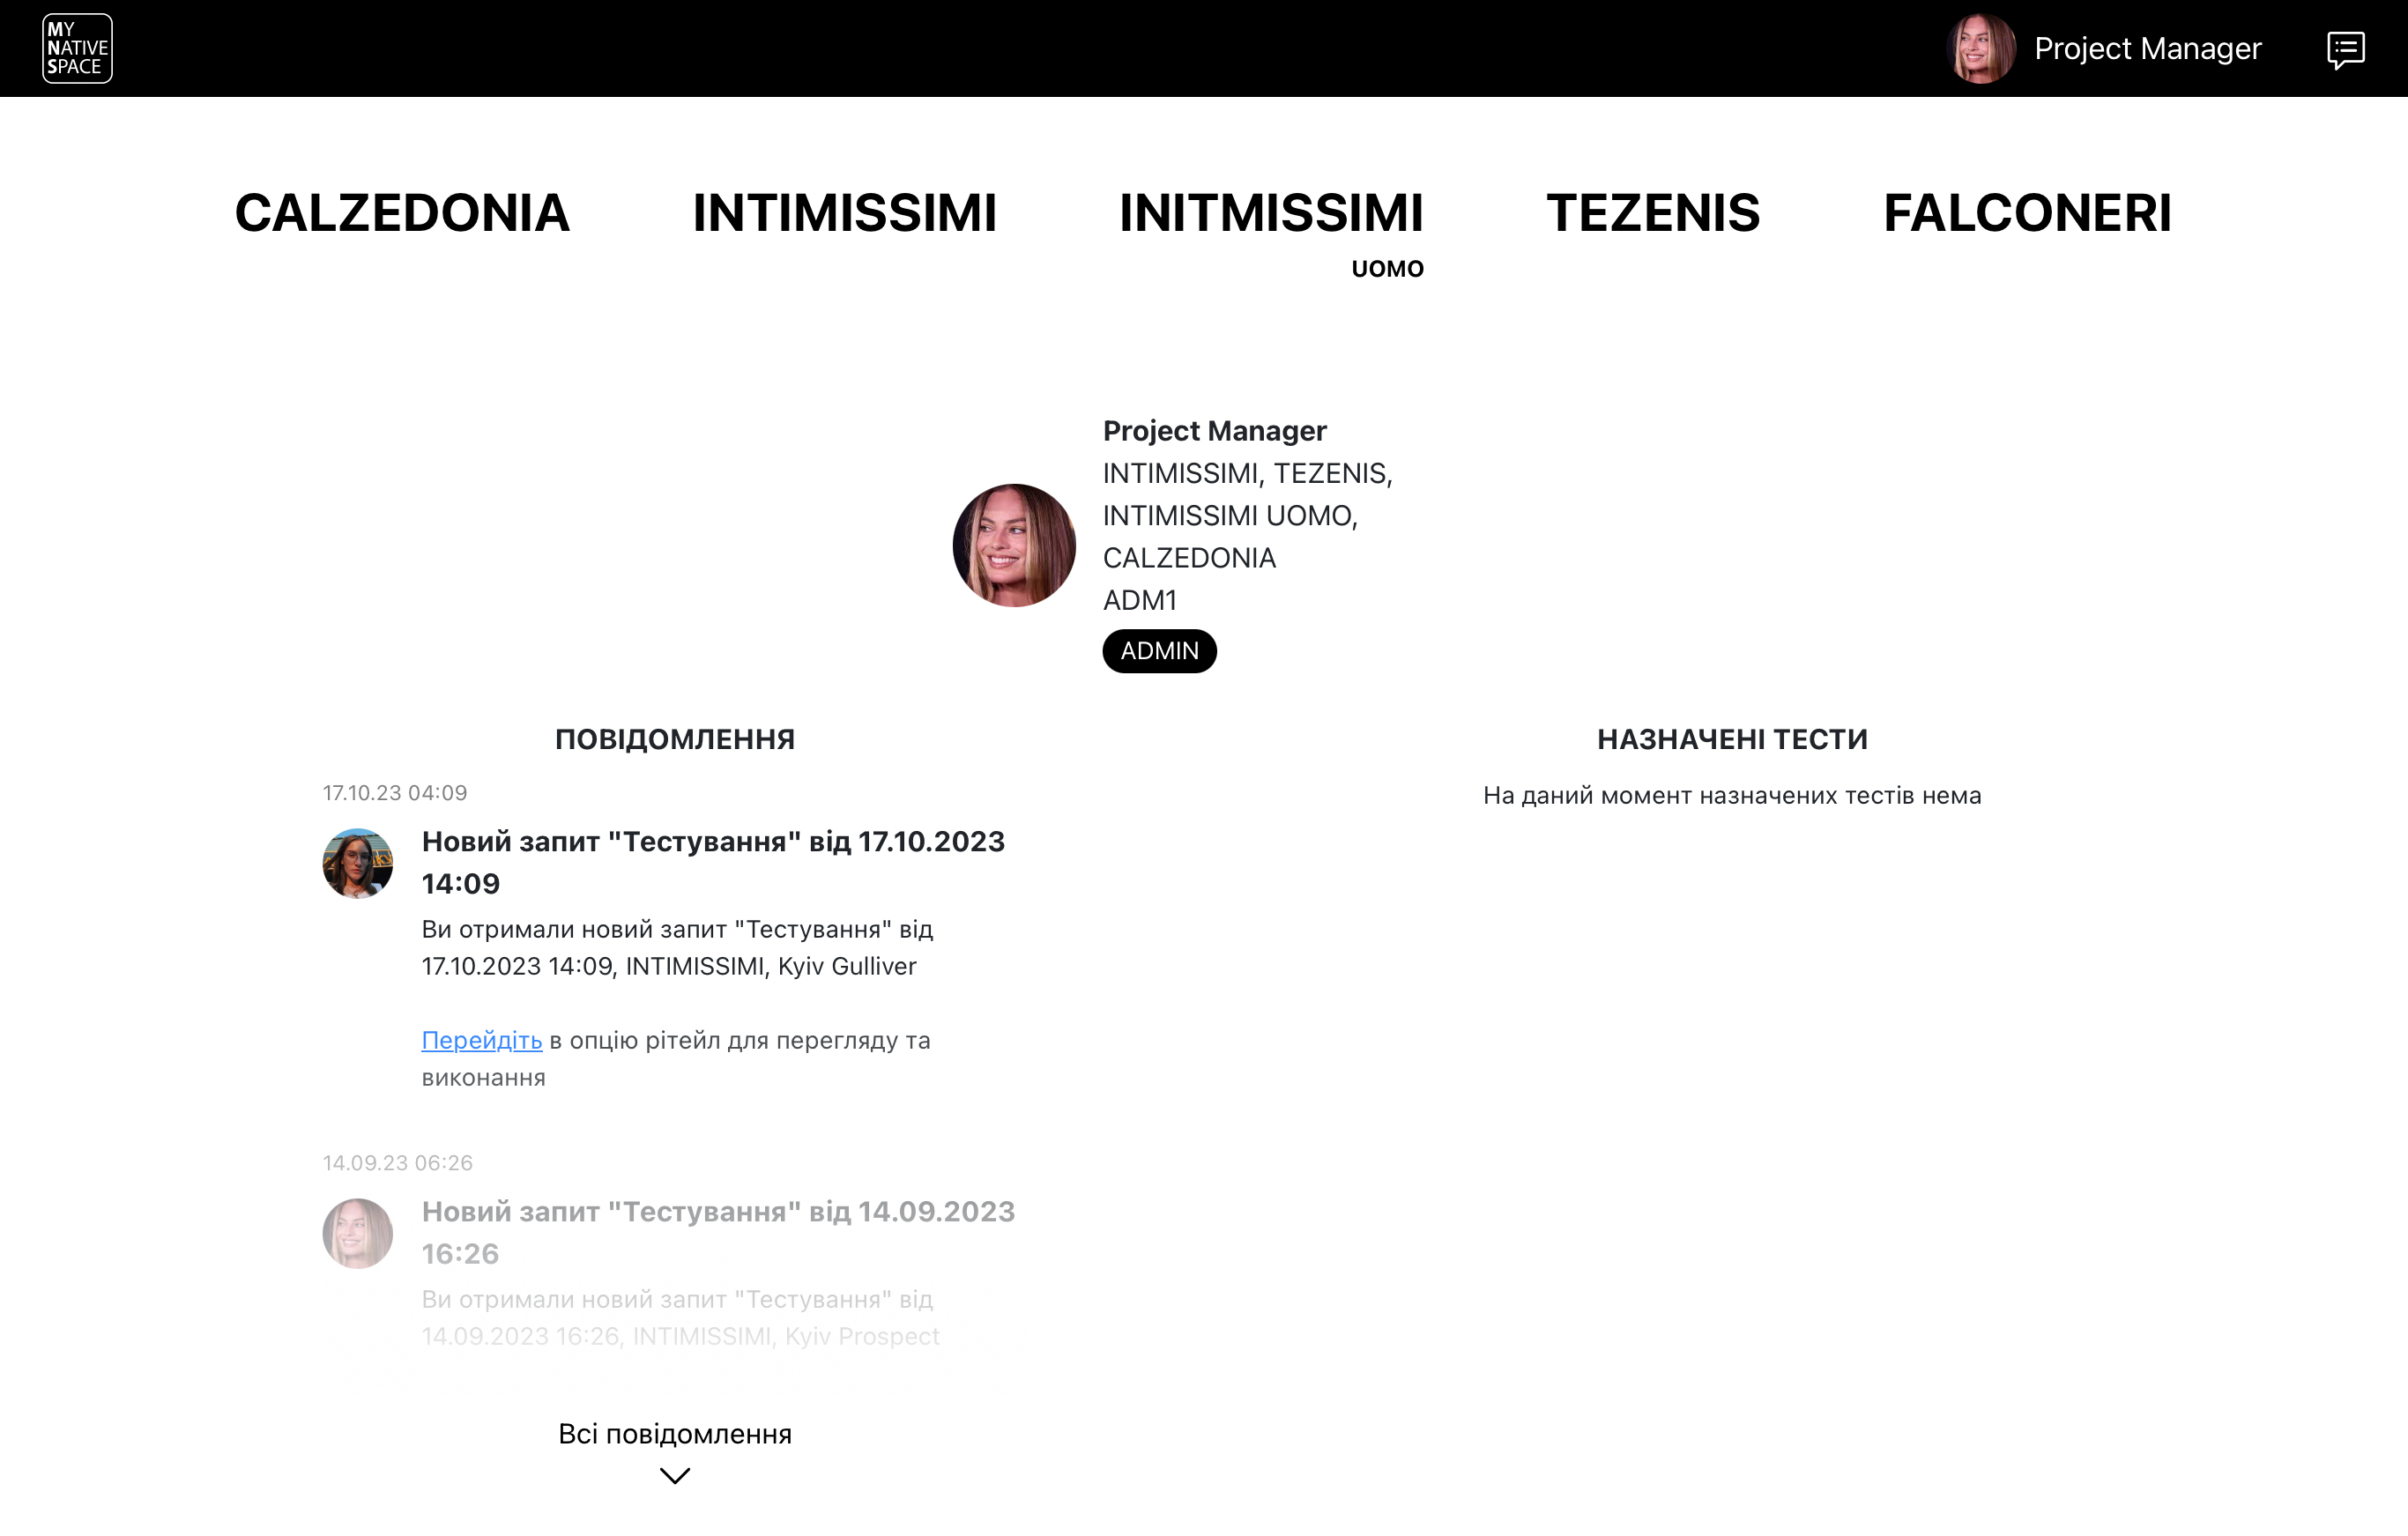 MY
NATIVE
SPACE
Project Manager
CALZEDONIA
INTIMISSIMI
INITMISSIMI
UOMO
TEZENIS
FALCONERI
Project Manager
INTIMISSIMI, TEZENIS,
INTIMISSIMI UOMO,
CALZEDONIA
ADM1
ADMIN
ПОВІДОМЛЕННЯ
17.10.23 04:09
Новий запит "Тестування" від 17.10.2023
14:09
Ви отримали новий запит "Тестування" від
17.10.2023 14:09, INTIMISSIMI, Kyiv Gulliver
Перейдіть в опцію рітейл для перегляду та
виконання
14.09.23 06:26
Новий запит "Тестування" від 14.09.2023
16:26
Ви отримали новий запит "Тестування" від
14.09.2023 16:26, INTIMISSIMI, Kyiv Prospect
Всі повідомлення
НАЗНАЧЕНІ ТЕСТИ
На даний момент назначених тестів нема